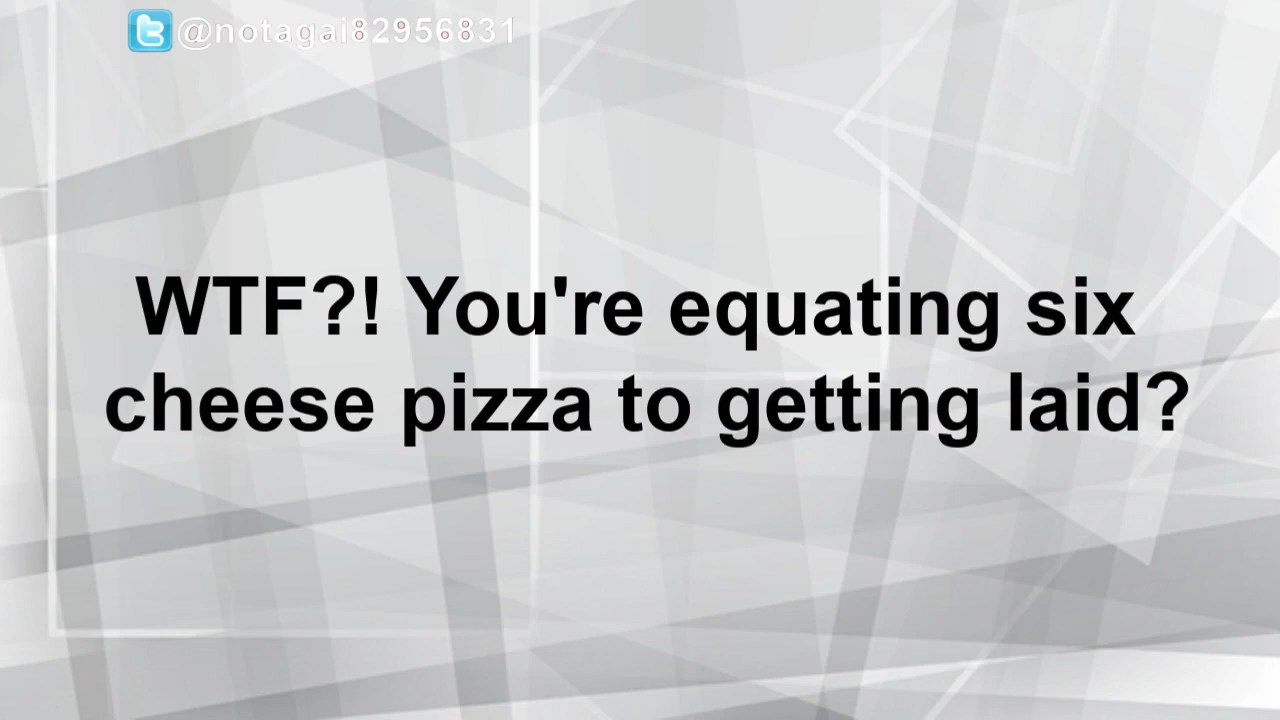 @notagai82956831
WTF?! You're equating six
cheese pizza to getting laid?